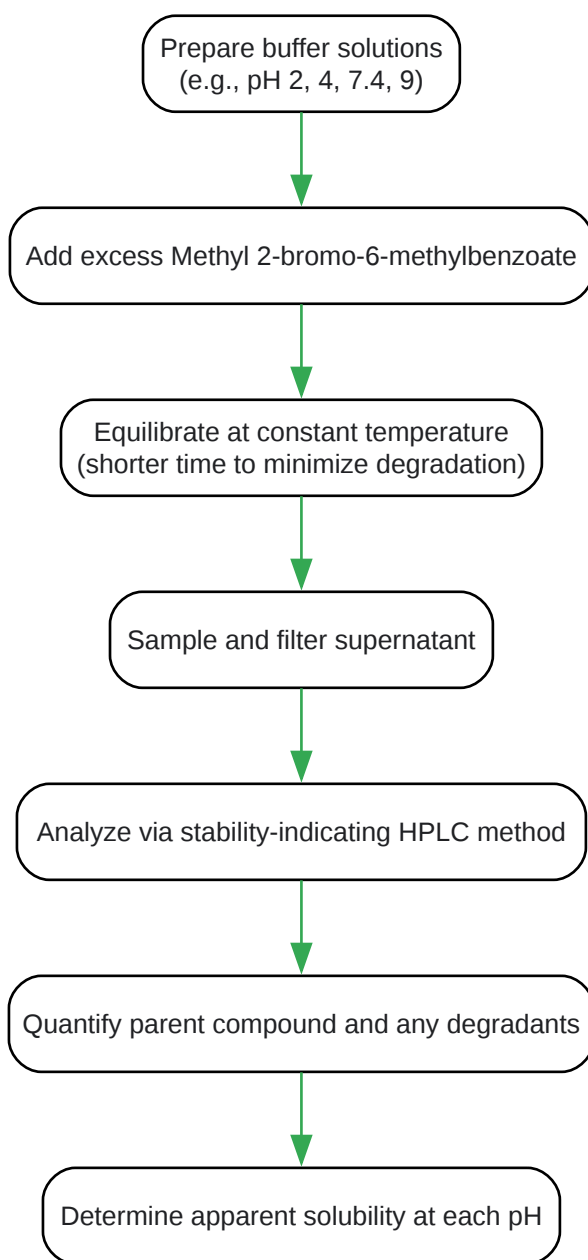 Prepare buffer solutions
(e.g., pH 2, 4, 7.4, 9)
Add excess Methyl 2-bromo-6-methylbenzoate
Equilibrate at constant temperature
(shorter time to minimize degradation)
Sample and filter supernatant
Analyze via stability-indicating HPLC method
Quantify parent compound and any degradants
Determine apparent solubility at each pH